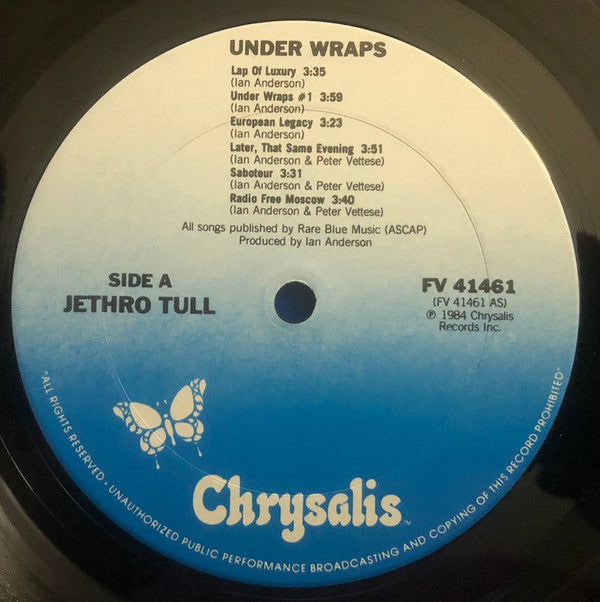 UNDER WRAPS
Lap Of Luxury 3:35
(Ian Anderson)
Under Wraps #1 3:59
(Ian Anderson)
European Legacy 3:23
(Ian Anderson)
Later, That Same Evening 3:51
(Ian Anderson & Peter Vettese)
Saboteur 3:31
(Ian Anderson & Peter Vettese)
Radio Free Moscow 3:40
(Ian Anderson & Peter Vettese)
All songs published by Rare Blue Music (ASCAP)
Produced by Ian Anderson
SIDE A
JETHRO TULL
FV 41461
(FV 41461 AS)
℗ 1984 Chrysalis
Records Inc.
Chrysalis™
"ALL RIGHTS RESERVED - UNAUTHORIZED PUBLIC PERFORMANCE BROADCASTING AND COPYING OF THIS RECORD PROHIBITED"